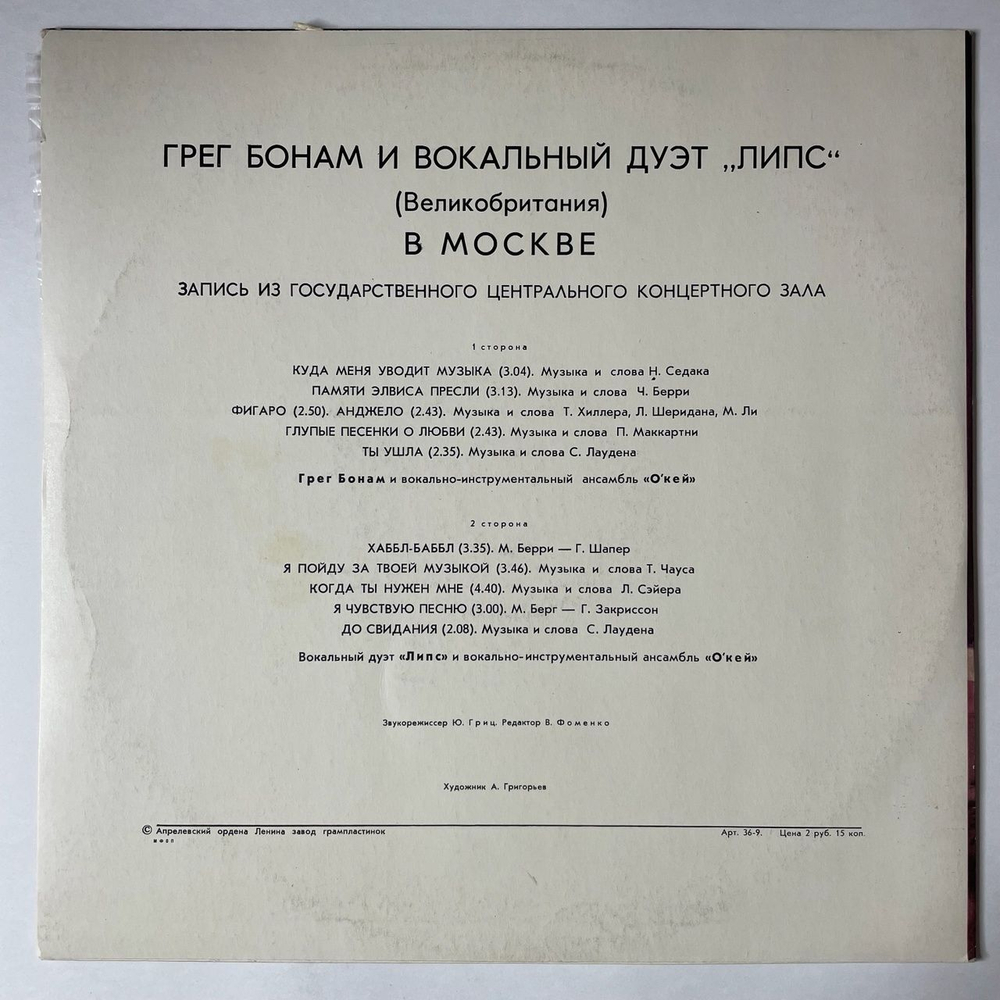 ГРЕГ БОНАМ И ВОКАЛЬНЫЙ ДУЭТ „ЛИПС“
(Великобритания)
В МОСКВЕ
ЗАПИСЬ ИЗ ГОСУДАРСТВЕННОГО ЦЕНТРАЛЬНОГО КОНЦЕРТНОГО ЗАЛА
1 сторона
КУДА МЕНЯ УВОДИТ МУЗЫКА (3.04). Музыка и слова Н. Седака
ПАМЯТИ ЭЛВИСА ПРЕСЛИ (3.13). Музыка и слова Ч. Берри
ФИГАРО (2.50). АНДЖЕЛО (2.43). Музыка и слова Т. Хиллера, Л. Шеридана, М. Ли
ГЛУПЫЕ ПЕСЕНКИ О ЛЮБВИ (2.43). Музыка и слова П. Маккартни
ТЫ УШЛА (2.35). Музыка и слова С. Лаудена
Грег Бонам и вокально-инструментальный ансамбль «О'кей»
2 сторона
ХАББЛ-БАББЛ (3.35). М. Берри — Г. Шапер
Я ПОЙДУ ЗА ТВОЕЙ МУЗЫКОЙ (3.46). Музыка и слова Т. Чауса
КОГДА ТЫ НУЖЕН МНЕ (4.40). Музыка и слова Л. Сэйера
Я ЧУВСТВУЮ ПЕСНЮ (3.00). М. Берг — Г. Закриссон
ДО СВИДАНИЯ (2.08). Музыка и слова С. Лаудена
Вокальный дуэт «Липс» и вокально-инструментальный ансамбль «О'кей»
Звукорежиссер Ю. Гриц. Редактор В. Фоменко
Художник А. Григорьев
© Апрелевский ордена Ленина завод грампластинок Арт. 36-9. Цена 2 руб. 15 коп.